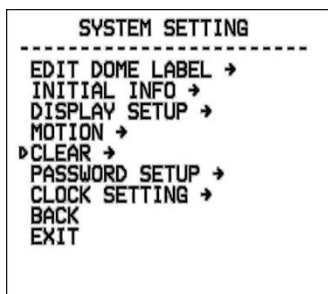 SYSTEM SETTING
EDIT DOME LABEL →
INITIAL INFO →
DISPLAY SETUP →
MOTION →
CLEAR →
PASSWORD SETUP →
CLOCK SETTING →
BACK
EXIT